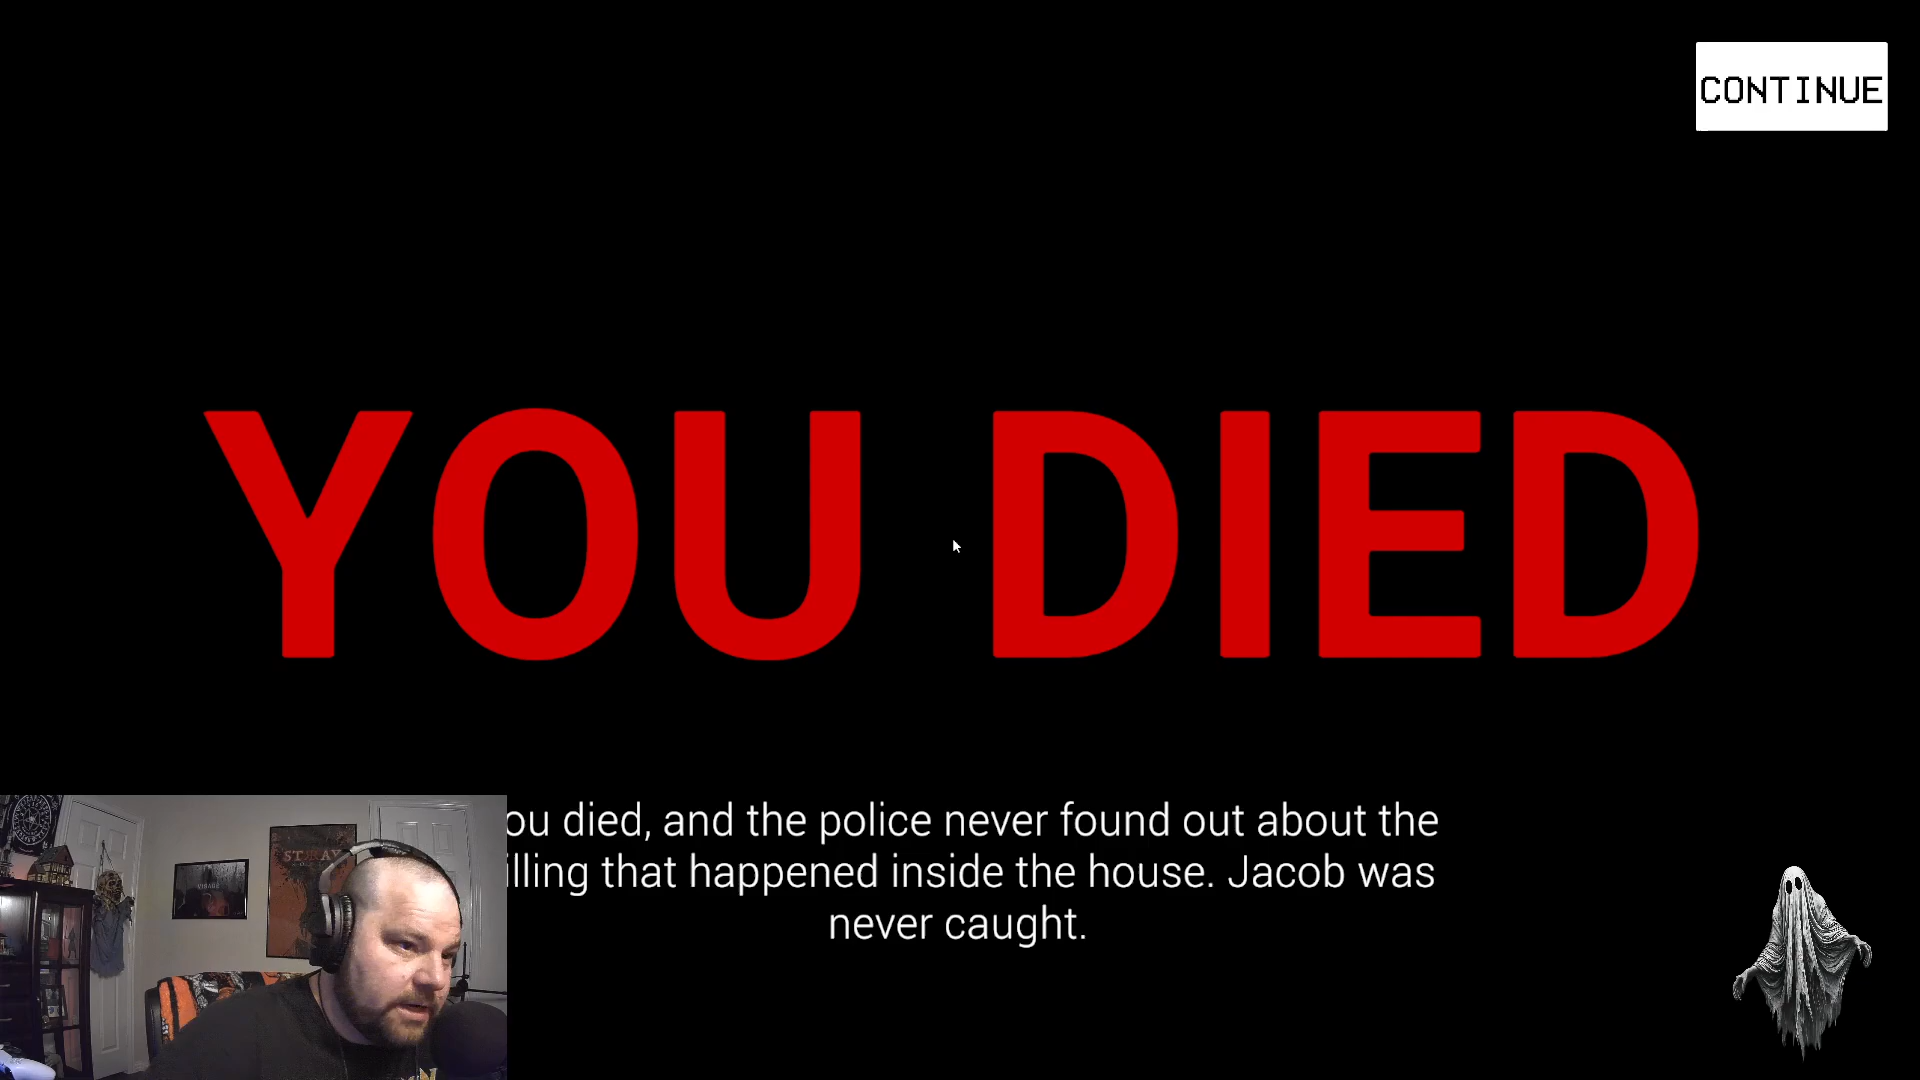 CONTINUE
YOU DIED
ou died, and the police never found out about the
illing that happened inside the house. Jacob was
never caught.